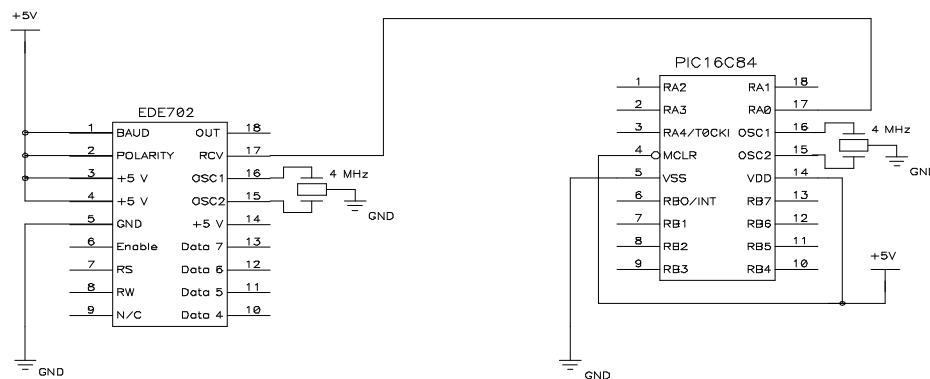 +5V
EDE702
1 BAUD OUT 18
2 POLARITY RCV 17
3 +5 V OSC1 16
4 +5 V OSC2 15
5 GND +5 V 14
6 Enable Data 7 13
7 RS Data 6 12
8 RW Data 5 11
9 N/C Data 4 10
4 MHz
GND
GND
PIC16C84
1 RA2 RA1 18
2 RA3 RA0 17
3 RA4/T0CKI OSC1 16
4 MCLR OSC2 15
5 VSS VDD 14
6 RB0/INT RB7 13
7 RB1 RB6 12
8 RB2 RB5 11
9 RB3 RB4 10
4 MHz
GN
+5V
GND